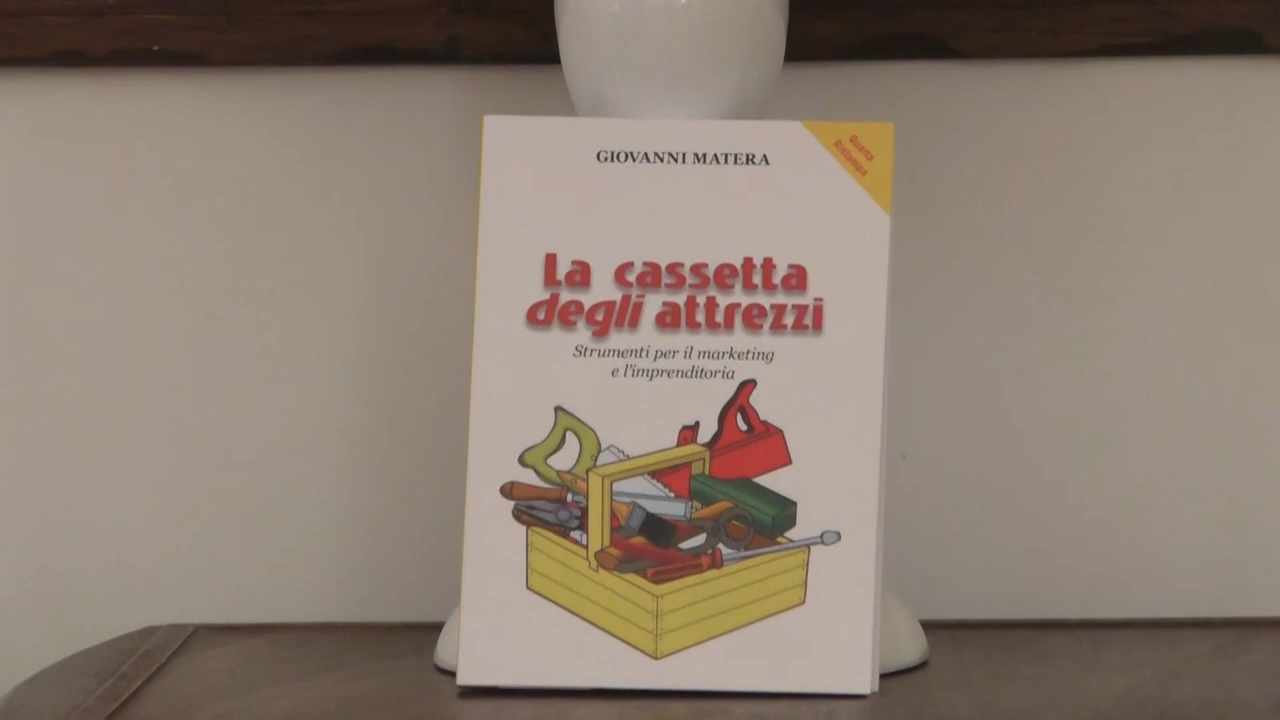 GIOVANNI MATERA
Quarta
Ristampa
La cassetta
degli attrezzi
Strumenti per il marketing
e l'imprenditoria